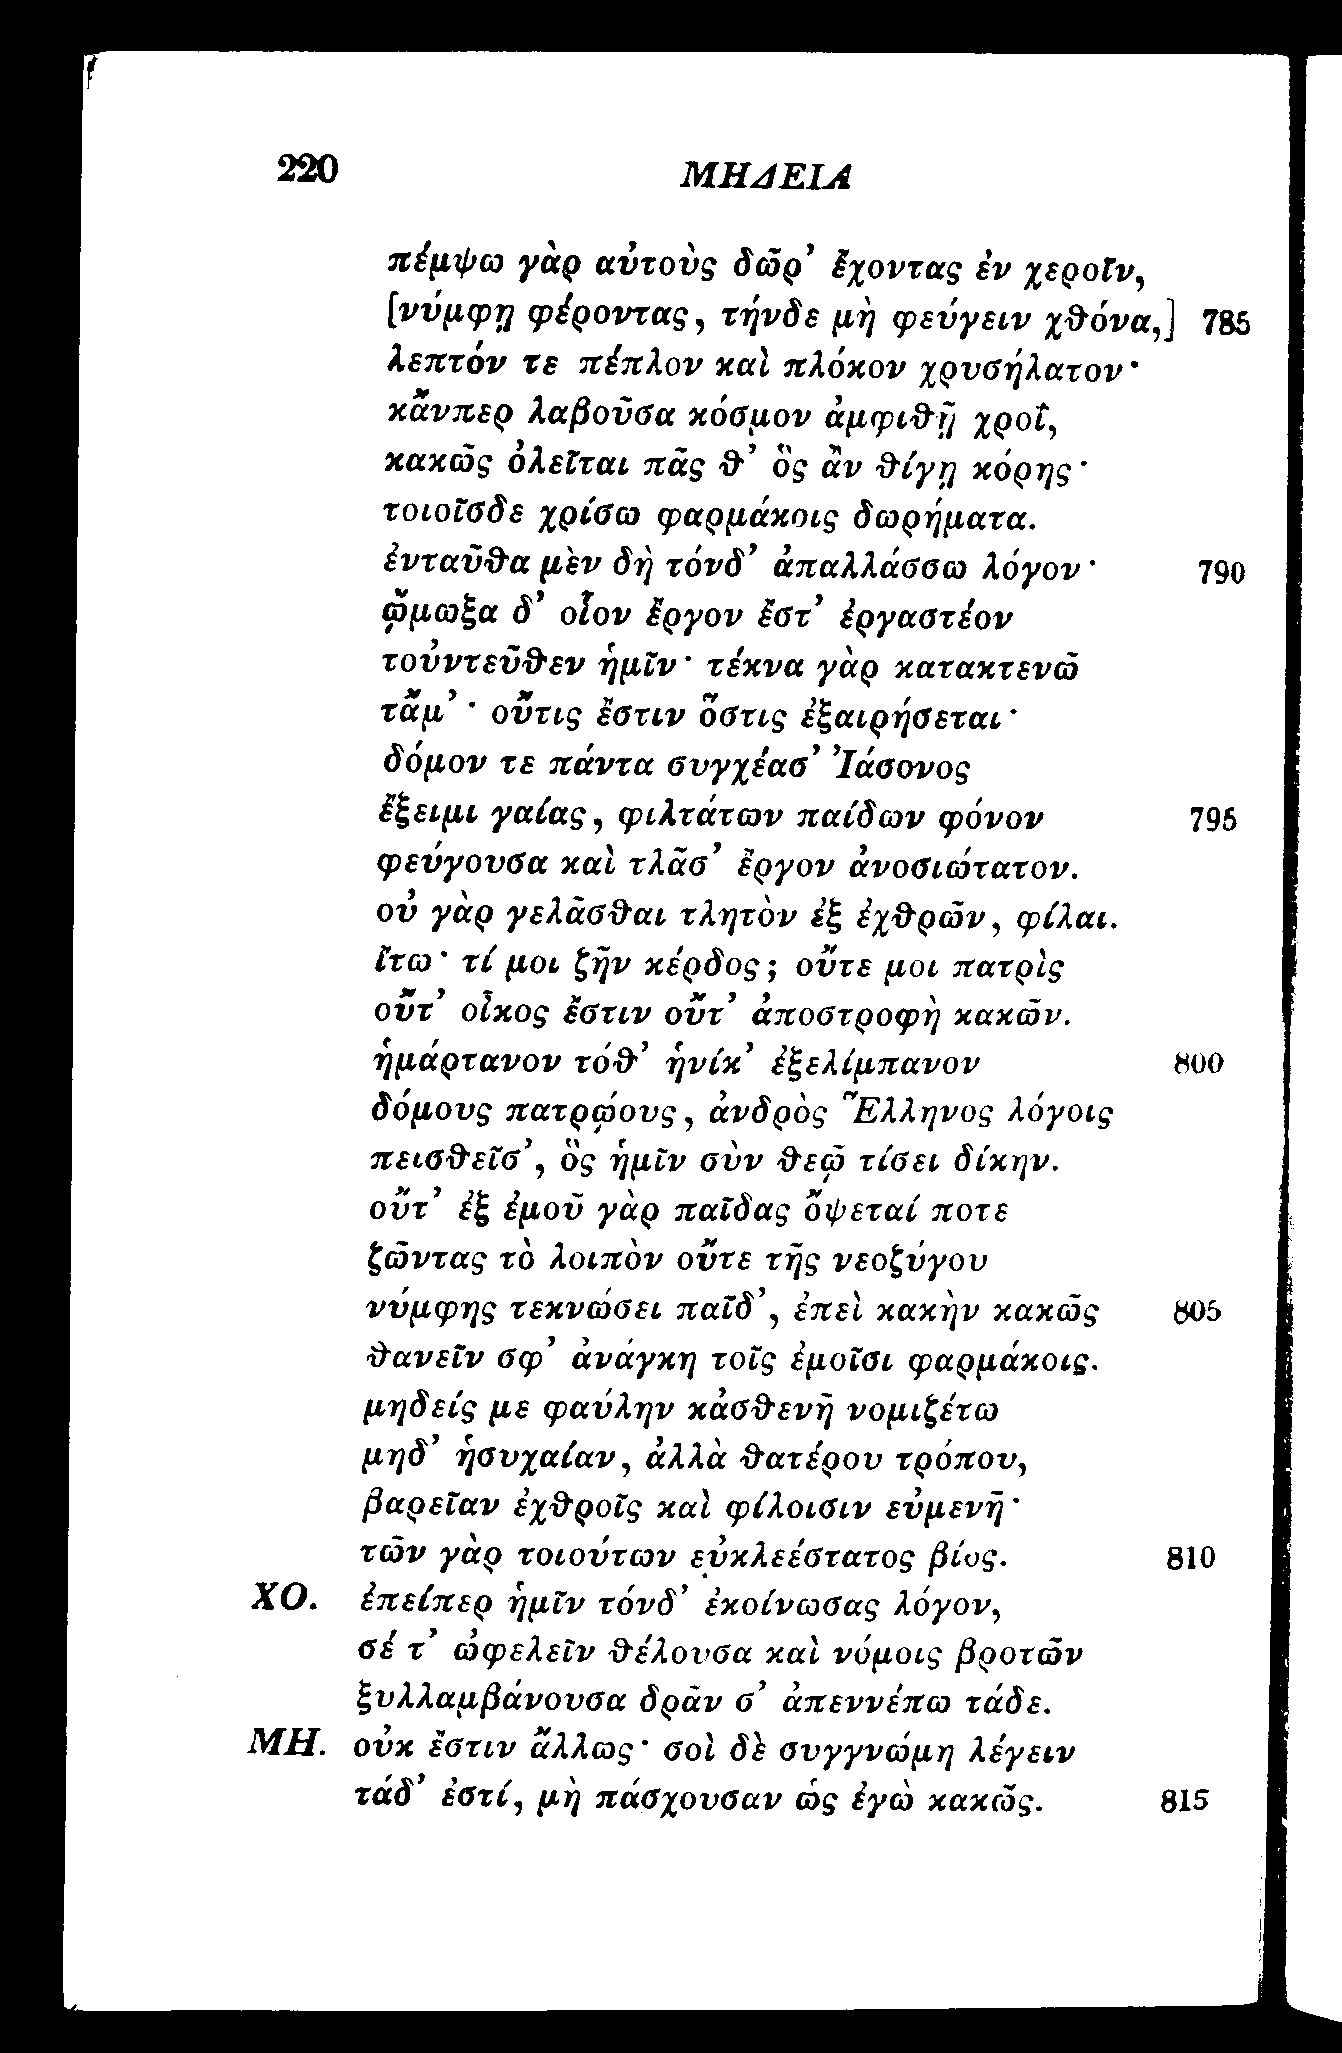 220 ΜΗΔΕΙΑ
πέμψω γὰρ αὐτοὺς δῶρ’ ἔχοντας ἐν χεροῖν,
[νύμφῃ φέροντας, τήνδε μὴ φεύγειν χθόνα,] 785
λεπτόν τε πέπλον καὶ πλόκον χρυσήλατον·
κἄνπερ λαβοῦσα κόσμον ἀμφιθῇ χροΐ,
κακῶς ὀλεῖται πᾶς θ’ ὃς ἂν θίγῃ κόρης·
τοιοῖσδε χρίσω φαρμάκοις δωρήματα.
ἐνταῦθα μὲν δὴ τόνδ’ ἀπαλλάσσω λόγον· 790
ᾤμωξα δ’ οἷον ἔργον ἔστ’ ἐργαστέον
τοὐντεῦθεν ἡμῖν· τέκνα γὰρ κατακτενῶ
τἄμ’· οὔτις ἔστιν ὅστις ἐξαιρήσεται·
δόμον τε πάντα συγχέασ’ Ἰάσονος
ἔξειμι γαίας, φιλτάτων παίδων φόνον 795
φεύγουσα καὶ τλᾶσ’ ἔργον ἀνοσιώτατον.
οὐ γὰρ γελᾶσθαι τλητὸν ἐξ ἐχθρῶν, φίλαι.
ἴτω· τί μοι ζῆν κέρδος; οὔτε μοι πατρὶς
οὔτ’ οἶκος ἔστιν οὔτ’ ἀποστροφὴ κακῶν.
ἡμάρτανον τόθ’ ἡνίκ’ ἐξελίμπανον 800
δόμους πατρῴους, ἀνδρὸς Ἕλληνος λόγοις
πεισθεῖσ’, ὃς ἡμῖν σὺν θεῷ τίσει δίκην.
οὔτ’ ἐξ ἐμοῦ γὰρ παῖδας ὄψεταί ποτε
ζῶντας τὸ λοιπὸν οὔτε τῆς νεοζύγου
νύμφης τεκνώσει παῖδ’, ἐπεὶ κακὴν κακῶς 805
θανεῖν σφ’ ἀνάγκη τοῖς ἐμοῖσι φαρμάκοις.
μηδείς με φαύλην κἀσθενῆ νομιζέτω
μηδ’ ἡσυχαίαν, ἀλλὰ θατέρου τρόπου,
βαρεῖαν ἐχθροῖς καὶ φίλοισιν εὐμενῆ·
τῶν γὰρ τοιούτων εὐκλεέστατος βίος. 810
ΧΟ. ἐπείπερ ἡμῖν τόνδ’ ἐκοίνωσας λόγον,
σέ τ’ ὠφελεῖν θέλουσα καὶ νόμοις βροτῶν
ξυλλαμβάνουσα δρᾶν σ’ ἀπεννέπω τάδε.
ΜΗ. οὐκ ἔστιν ἄλλως· σοὶ δὲ συγγνώμη λέγειν
τάδ’ ἐστί, μὴ πάσχουσαν ὡς ἐγὼ κακῶς. 815